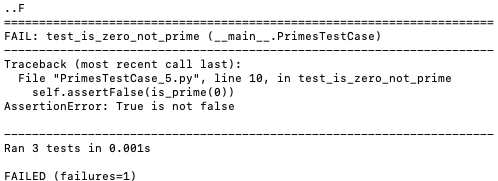 ..F
======================================================================
FAIL: test_is_zero_not_prime (__main__.PrimesTestCase)
----------------------------------------------------------------------
Traceback (most recent call last):
  File "PrimesTestCase_5.py", line 10, in test_is_zero_not_prime
    self.assertFalse(is_prime(0))
AssertionError: True is not false

----------------------------------------------------------------------
Ran 3 tests in 0.001s

FAILED (failures=1)